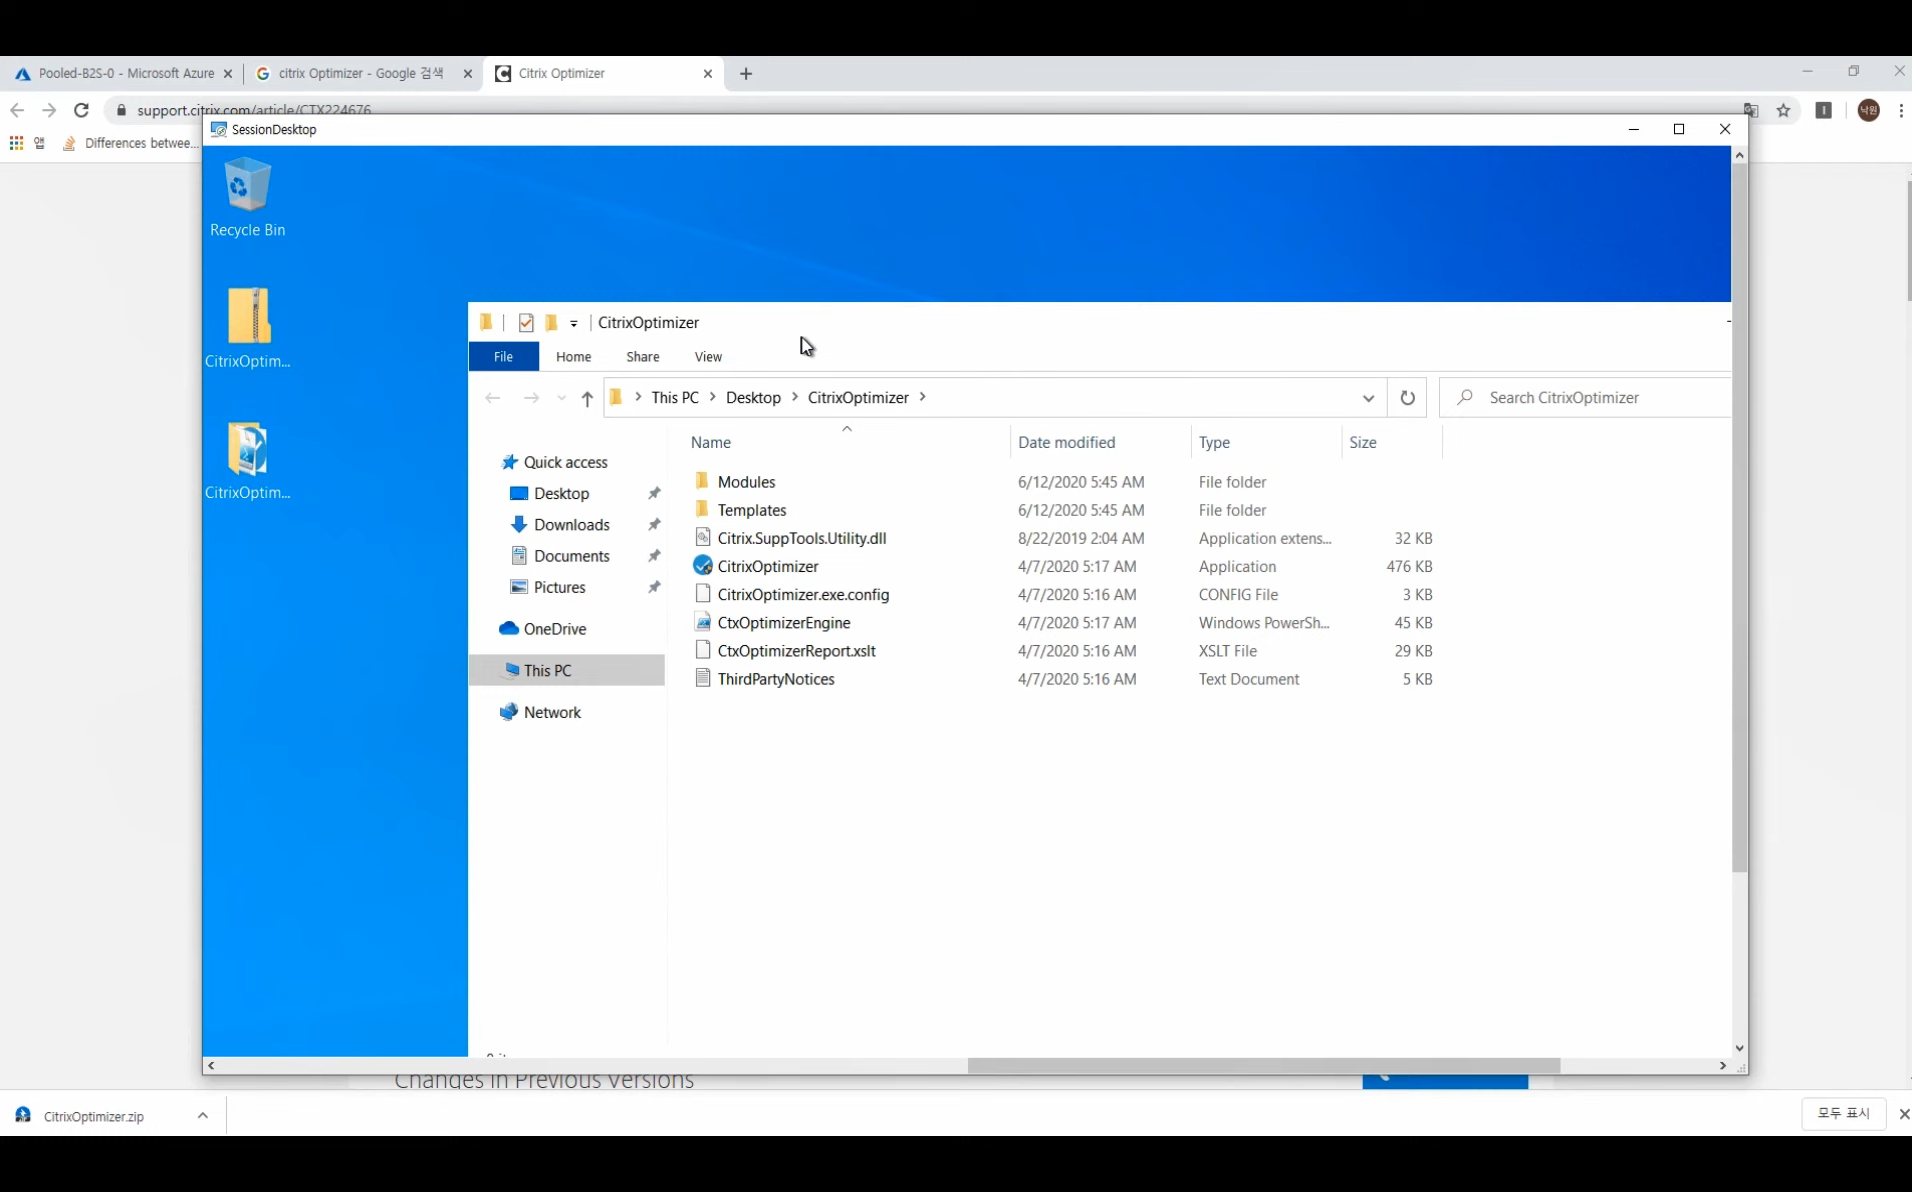 Pooled-B2S-0 - Microsoft Azure
citrix Optimizer - Google 검색
Citrix Optimizer
support.citrix.com/article/CTX224676
낙원
앱
Differences betwee...
SessionDesktop
Recycle Bin
CitrixOptim...
CitrixOptim...
CitrixOptimizer
File Home Share View
This PC > Desktop > CitrixOptimizer >
Search CitrixOptimizer
Name Date modified Type Size
Quick access
Desktop
Downloads
Documents
Pictures
OneDrive
This PC
Network
Modules 6/12/2020 5:45 AM File folder
Templates 6/12/2020 5:45 AM File folder
Citrix.SuppTools.Utility.dll 8/22/2019 2:04 AM Application extens... 32 KB
CitrixOptimizer 4/7/2020 5:17 AM Application 476 KB
CitrixOptimizer.exe.config 4/7/2020 5:16 AM CONFIG File 3 KB
CtxOptimizerEngine 4/7/2020 5:17 AM Windows PowerSh... 45 KB
CtxOptimizerReport.xslt 4/7/2020 5:16 AM XSLT File 29 KB
ThirdPartyNotices 4/7/2020 5:16 AM Text Document 5 KB
Changes in Previous Versions
CitrixOptimizer.zip
모두 표시